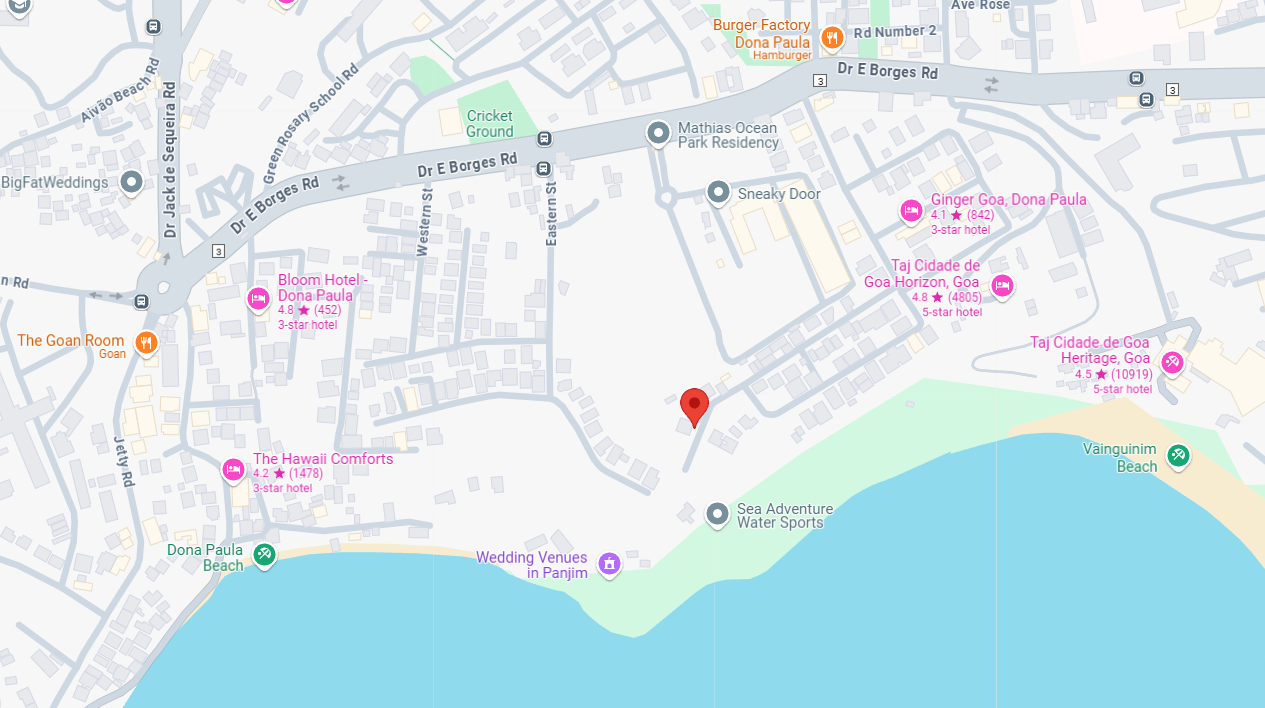 Ave Rose
Burger Factory
Dona Paula
Hamburger
Rd Number 2
Dr E Borges Rd
3
3
Aivão Beach Rd
Dr Jack de Sequeira Rd
Green Rosary School Rd
Cricket
Ground
Mathias Ocean
Park Residency
Dr E Borges Rd
BigFatWeddings
Dr E Borges Rd
Western St
Eastern St
Sneaky Door
Ginger Goa, Dona Paula
4.1 ★ (842)
3-star hotel
3
Taj Cidade de
Goa Horizon, Goa
4.8 ★ (4805)
5-star hotel
n Rd
Bloom Hotel -
Dona Paula
4.8 ★ (452)
3-star hotel
The Goan Room
Goan
Taj Cidade de Goa
Heritage, Goa
4.5 ★ (10919)
5-star hotel
Jetty Rd
The Hawaii Comforts
4.2 ★ (1478)
3-star hotel
Vainguinim
Beach
Sea Adventure
Water Sports
Dona Paula
Beach
Wedding Venues
in Panjim